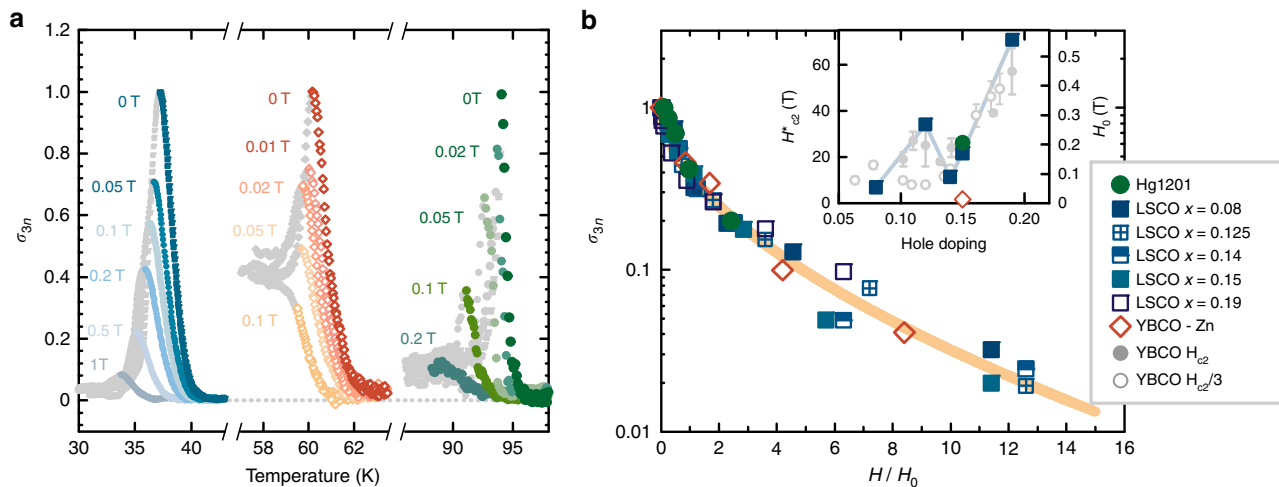 a
1.2
1.0
0.8
0.6
0.4
0.2
0
σ3n
0 T
0.05 T
0.1 T
0.2 T
0.5 T
1T
0 T
0.01 T
0.02 T
0.05 T
0.1 T
0T
0.02 T
0.05 T
0.1 T
0.2 T
30 35 40 58 60 62 90 95
Temperature (K)
b
1
0.1
0.01
σ3n
0 2 4 6 8 10 12 14 16
H / H0
60
40
20
0
H*c2 (T)
0.5
0.4
0.3
0.2
0.1
0
H0 (T)
0.05 0.10 0.15 0.20
Hole doping
Hg1201
LSCO x = 0.08
LSCO x = 0.125
LSCO x = 0.14
LSCO x = 0.15
LSCO x = 0.19
YBCO - Zn
YBCO Hc2
YBCO Hc2/3